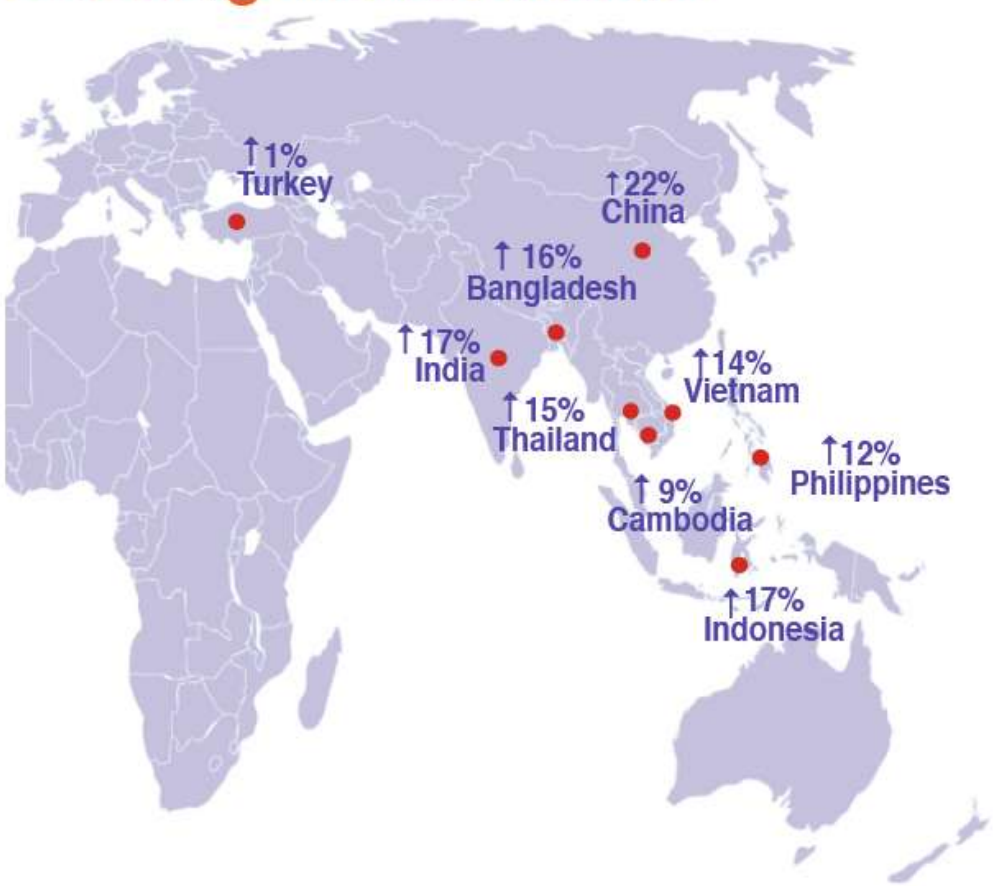 ↑1%
Turkey
↑22%
China
↑ 16%
Bangladesh
↑17%
India
↑14%
Vietnam
↑15%
Thailand
↑12%
Philippines
↑ 9%
Cambodia
↑17%
Indonesia